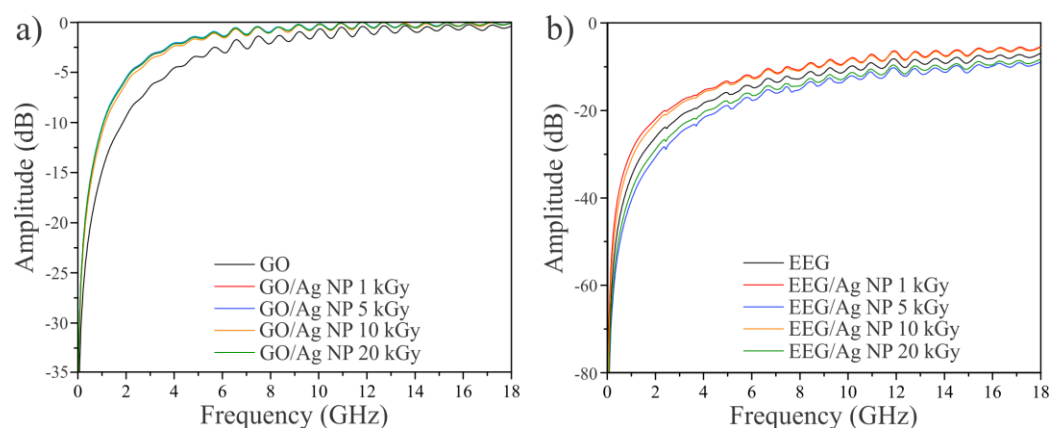 a)
Amplitude (dB)
0
-5
-10
-15
-20
-25
-30
-35
GO
GO/Ag NP 1 kGy
GO/Ag NP 5 kGy
GO/Ag NP 10 kGy
GO/Ag NP 20 kGy
0 2 4 6 8 10 12 14 16 18
Frequency (GHz)
b)
Amplitude (dB)
0
-20
-40
-60
-80
EEG
EEG/Ag NP 1 kGy
EEG/Ag NP 5 kGy
EEG/Ag NP 10 kGy
EEG/Ag NP 20 kGy
0 2 4 6 8 10 12 14 16 18
Frequency (GHz)